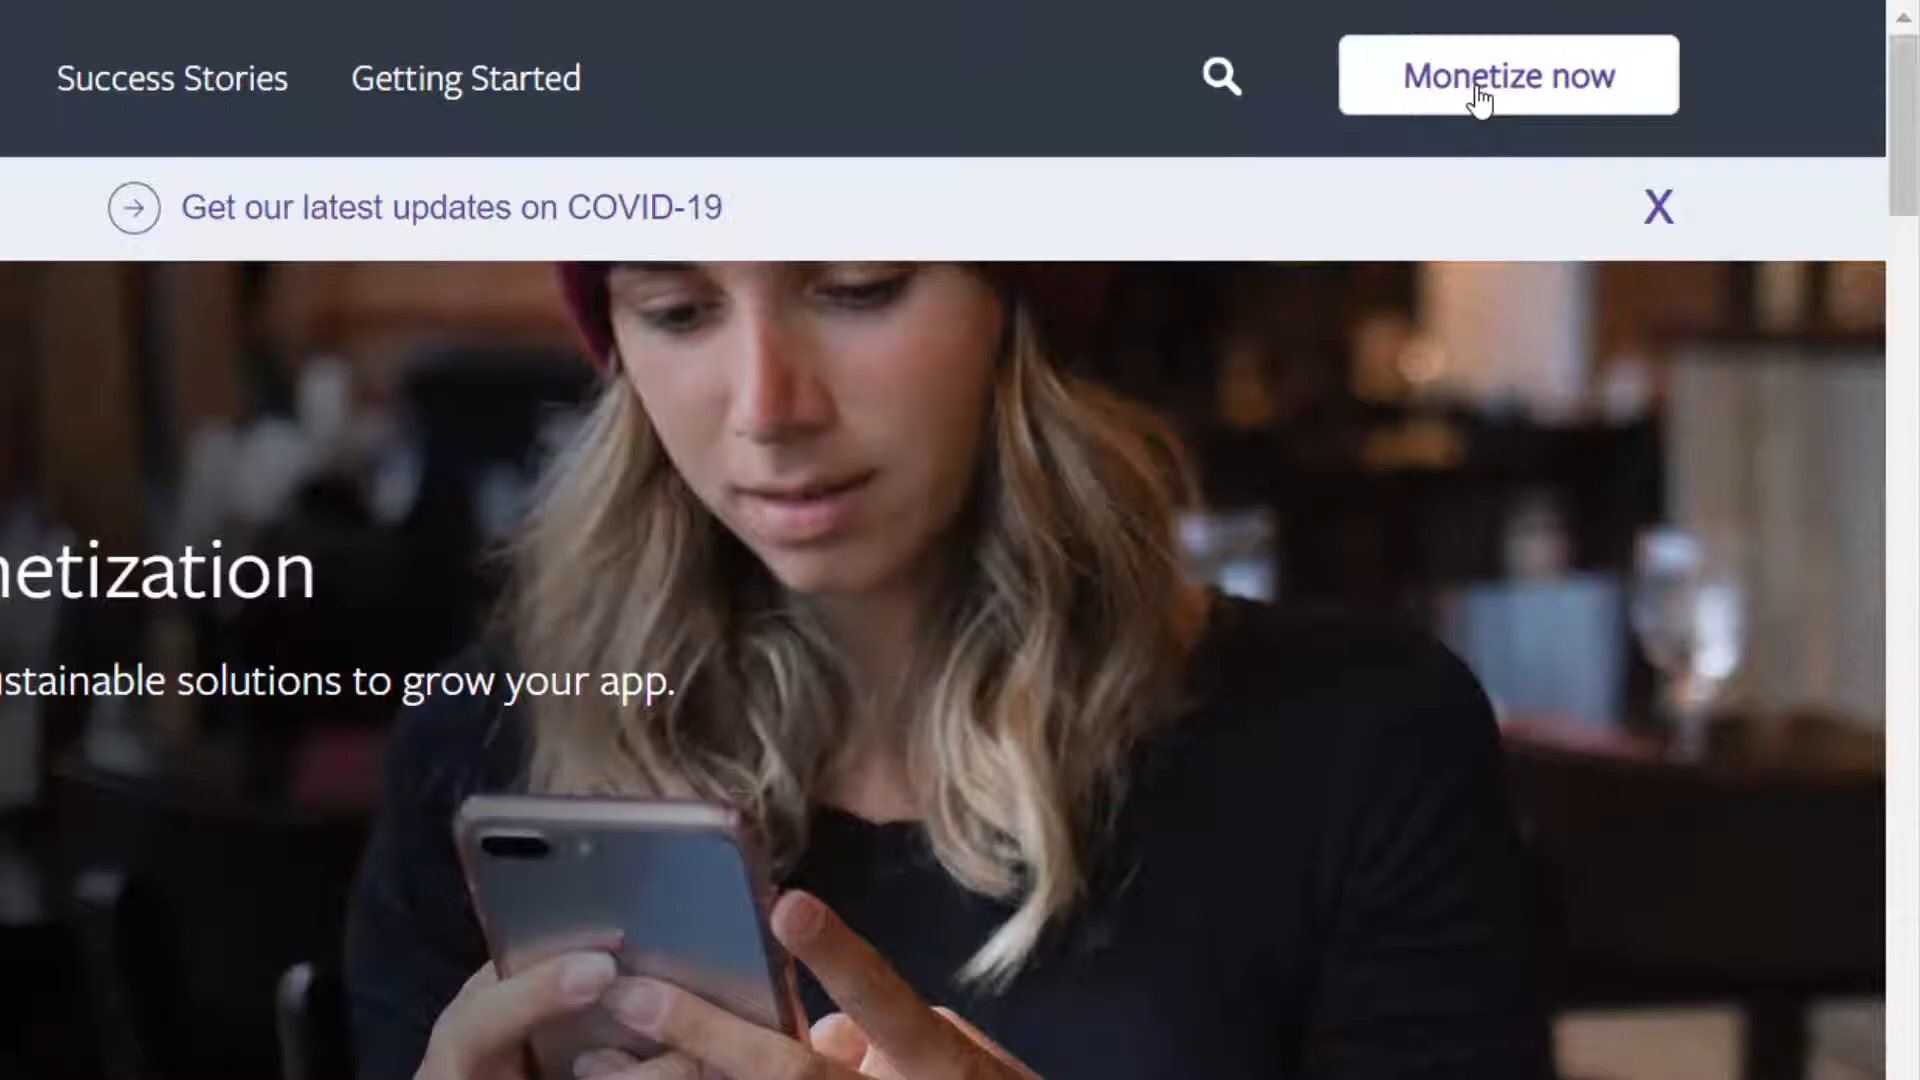 Success Stories Getting Started Monetize now
Get our latest updates on COVID-19 X
netization
ustainable solutions to grow your app.